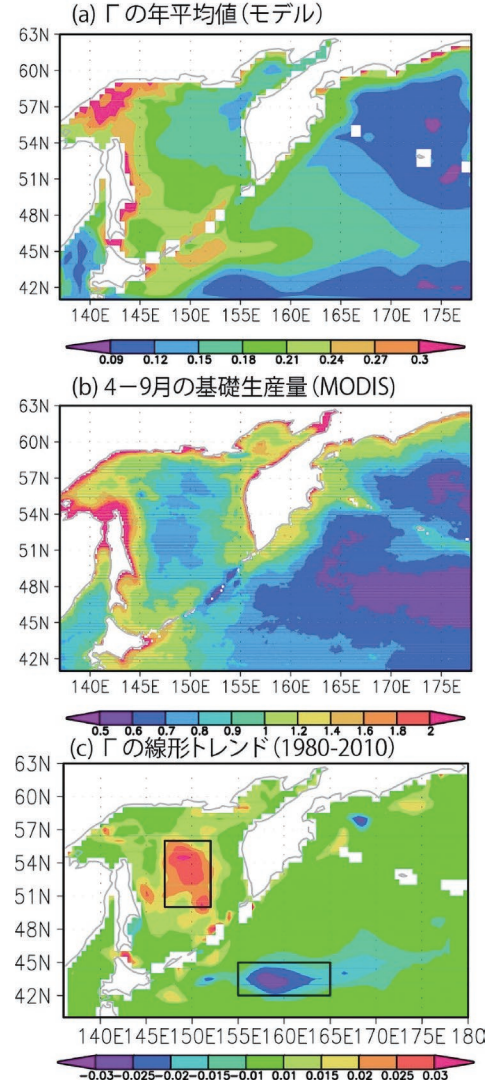 (a) Γ の年平均値(モデル)
63N
60N
57N
54N
51N
48N
45N
42N
140E 145E 150E 155E 160E 165E 170E 175E
0.09 0.12 0.15 0.18 0.21 0.24 0.27 0.3
(b) 4－9月の基礎生産量(MODIS)
63N
60N
57N
54N
51N
48N
45N
42N
140E 145E 150E 155E 160E 165E 170E 175E
0.5 0.6 0.7 0.8 0.9 1 1.2 1.4 1.6 1.8 2
(c) Γ の線形トレンド(1980-2010)
63N
60N
57N
54N
51N
48N
45N
42N
140E 145E 150E 155E 160E 165E 170E 175E 180
-0.03 -0.025 -0.02 -0.015 -0.01 0.01 0.015 0.02 0.025 0.03